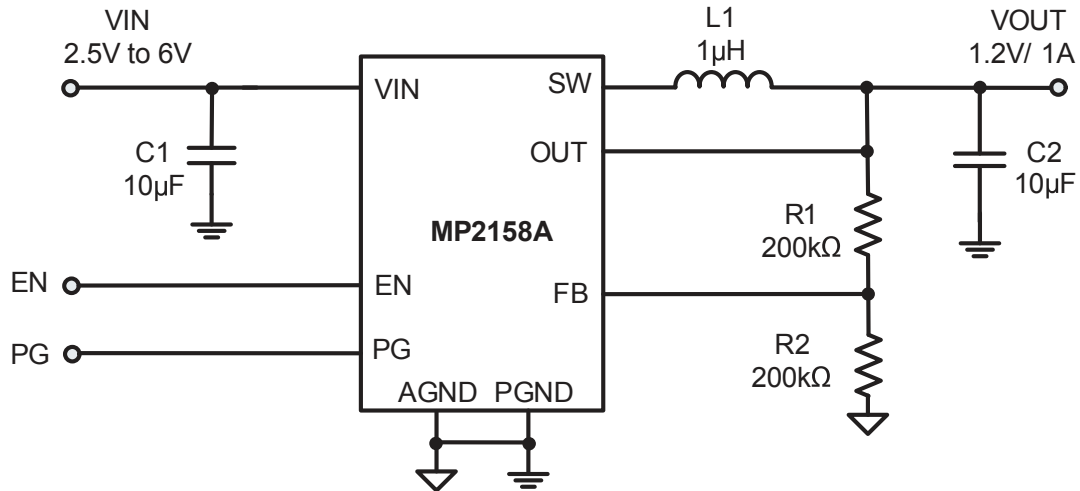 VIN
2.5V to 6V
L1
1µH
VOUT
1.2V/ 1A
VIN
SW
OUT
C1
10µF
C2
10µF
R1
200kΩ
MP2158A
EN
EN
FB
PG
PG
R2
200kΩ
AGND PGND